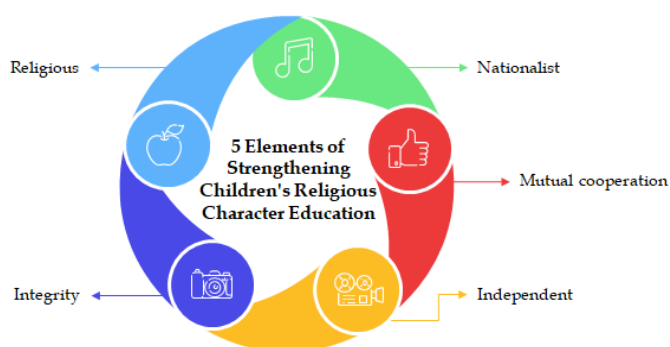 Religious
Nationalist
5 Elements of
Strengthening
Children's Religious
Character Education
Mutual cooperation
Integrity
Independent